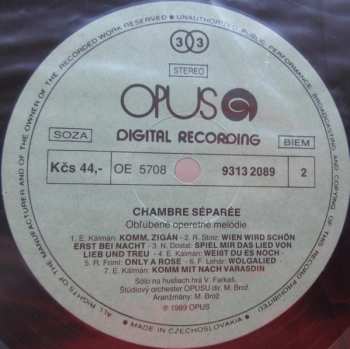 ALL RIGHTS OF THE MANUFACTURER AND OF THE OWNER OF THE RECORDED WORK RESERVED • UNAUTHORIZED PUBLIC PERFORMANCE, BROADCASTING AND COPYING OF THIS RECORD PROHIBITED
33
STEREO
OPUS
SOZA DIGITAL RECORDING BIEM
Kčs 44,- OE 5708 9313 2089 2
CHAMBRE SÉPARÉE
Obľúbené operetné melódie
1. E. Kálmán: KOMM, ZIGÁN - 2. R. Stolz: WIEN WIRD SCHÖN
ERST BEI NACHT - 3. N. Dostal: SPIEL MIR DAS LIED VON
LIEB UND TREU - 4. E. Kálmán: WEIßT DU ES NOCH
5. R. Friml: ONLY A ROSE - 6. F. Lehár: WOLGALIED
7. E. Kálmán: KOMM MIT NACH VARASDIN
Sólo na husliach hrá V. Farkaš.
Štúdiový orchester OPUSU dir. M. Brož.
Aranžmány: M. Brož
℗ 1989 OPUS
• MADE IN CZECHOSLOVAKIA •